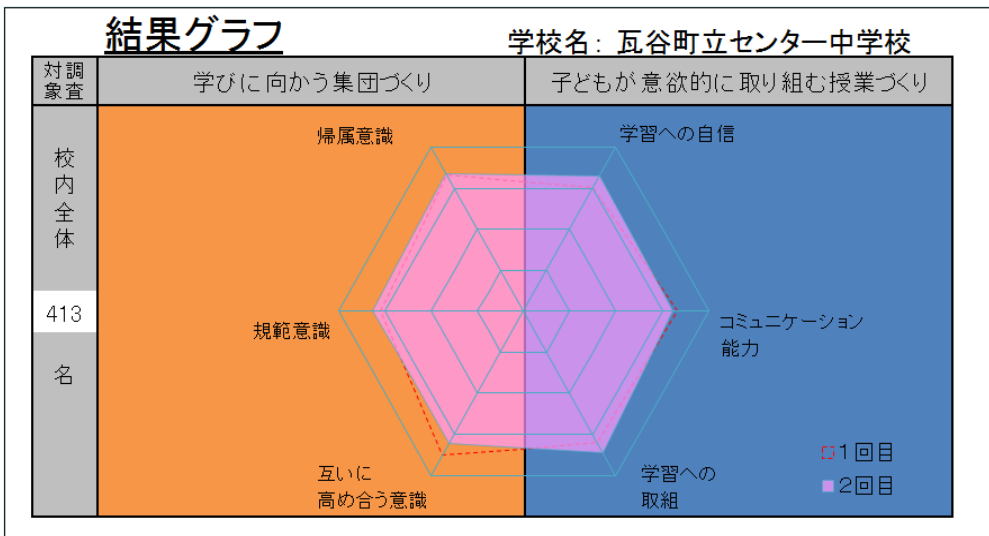 結果グラフ
学校名：瓦谷町立センター中学校
対調
象査
学びに向かう集団づくり
子どもが意欲的に取り組む授業づくり
校
内
全
体
413
名
帰属意識
学習への自信
規範意識
コミュニケーション
能力
互いに
高め合う意識
学習への
取組
1回目
2回目